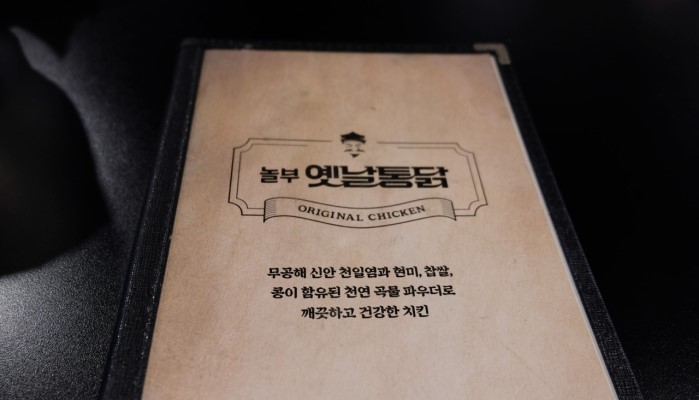 놀부 옛날통닭
ORIGINAL CHICKEN
무공해 신안 천일염과 현미, 찹쌀,
콩이 함유된 천연 곡물 파우더로
깨끗하고 건강한 치킨